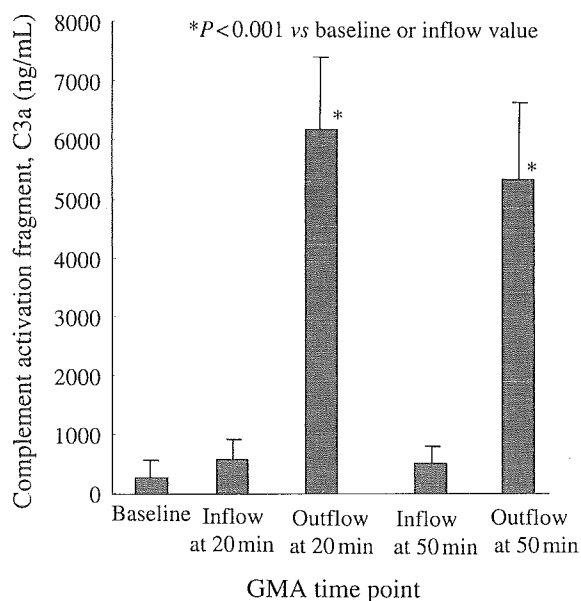 *P<0.001 vs baseline or inflow value
Complement activation fragment, C3a (ng/mL)
8000
7000
6000
5000
4000
3000
2000
1000
0
*
*
Baseline
Inflow
at 20 min
Outflow
at 20 min
Inflow
at 50 min
Outflow
at 50 min
GMA time point